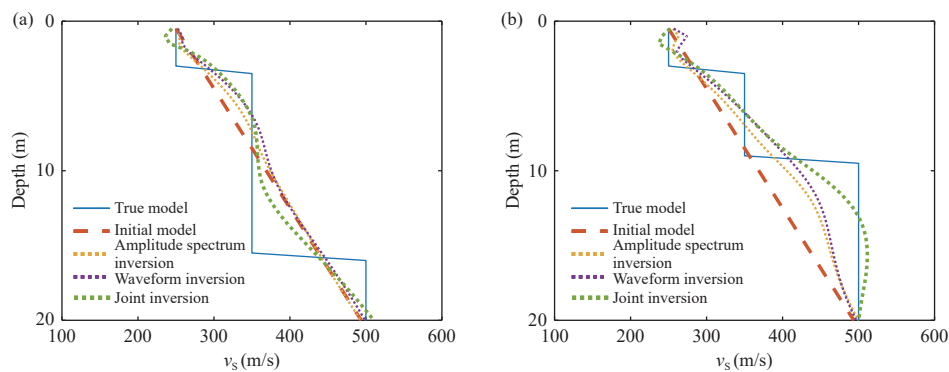 (a)
0
10
20
Depth (m)
True model
Initial model
Amplitude spectrum
inversion
Waveform inversion
Joint inversion
100 200 300 400 500 600
vS (m/s)
(b)
0
10
20
Depth (m)
True model
Initial model
Amplitude spectrum
inversion
Waveform inversion
Joint inversion
100 200 300 400 500 600
vS (m/s)